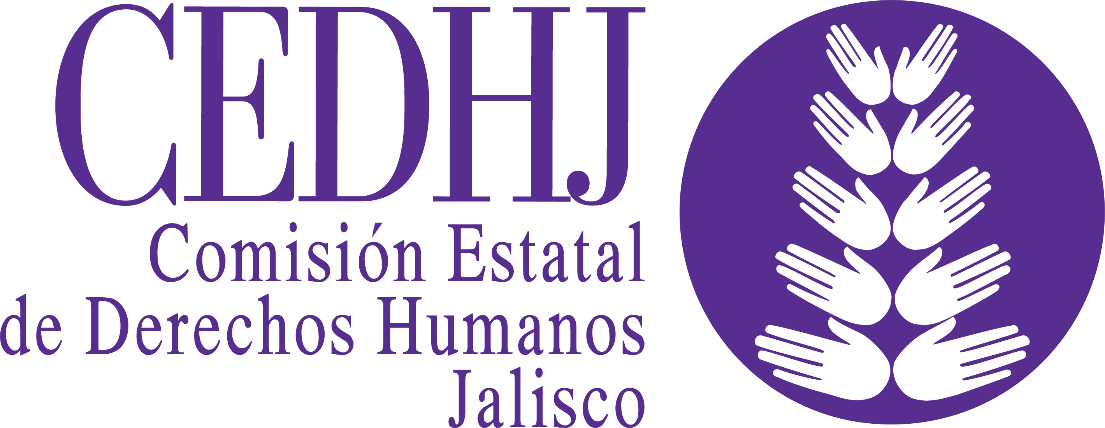 CEDHJ
Comisión Estatal
de Derechos Humanos
Jalisco